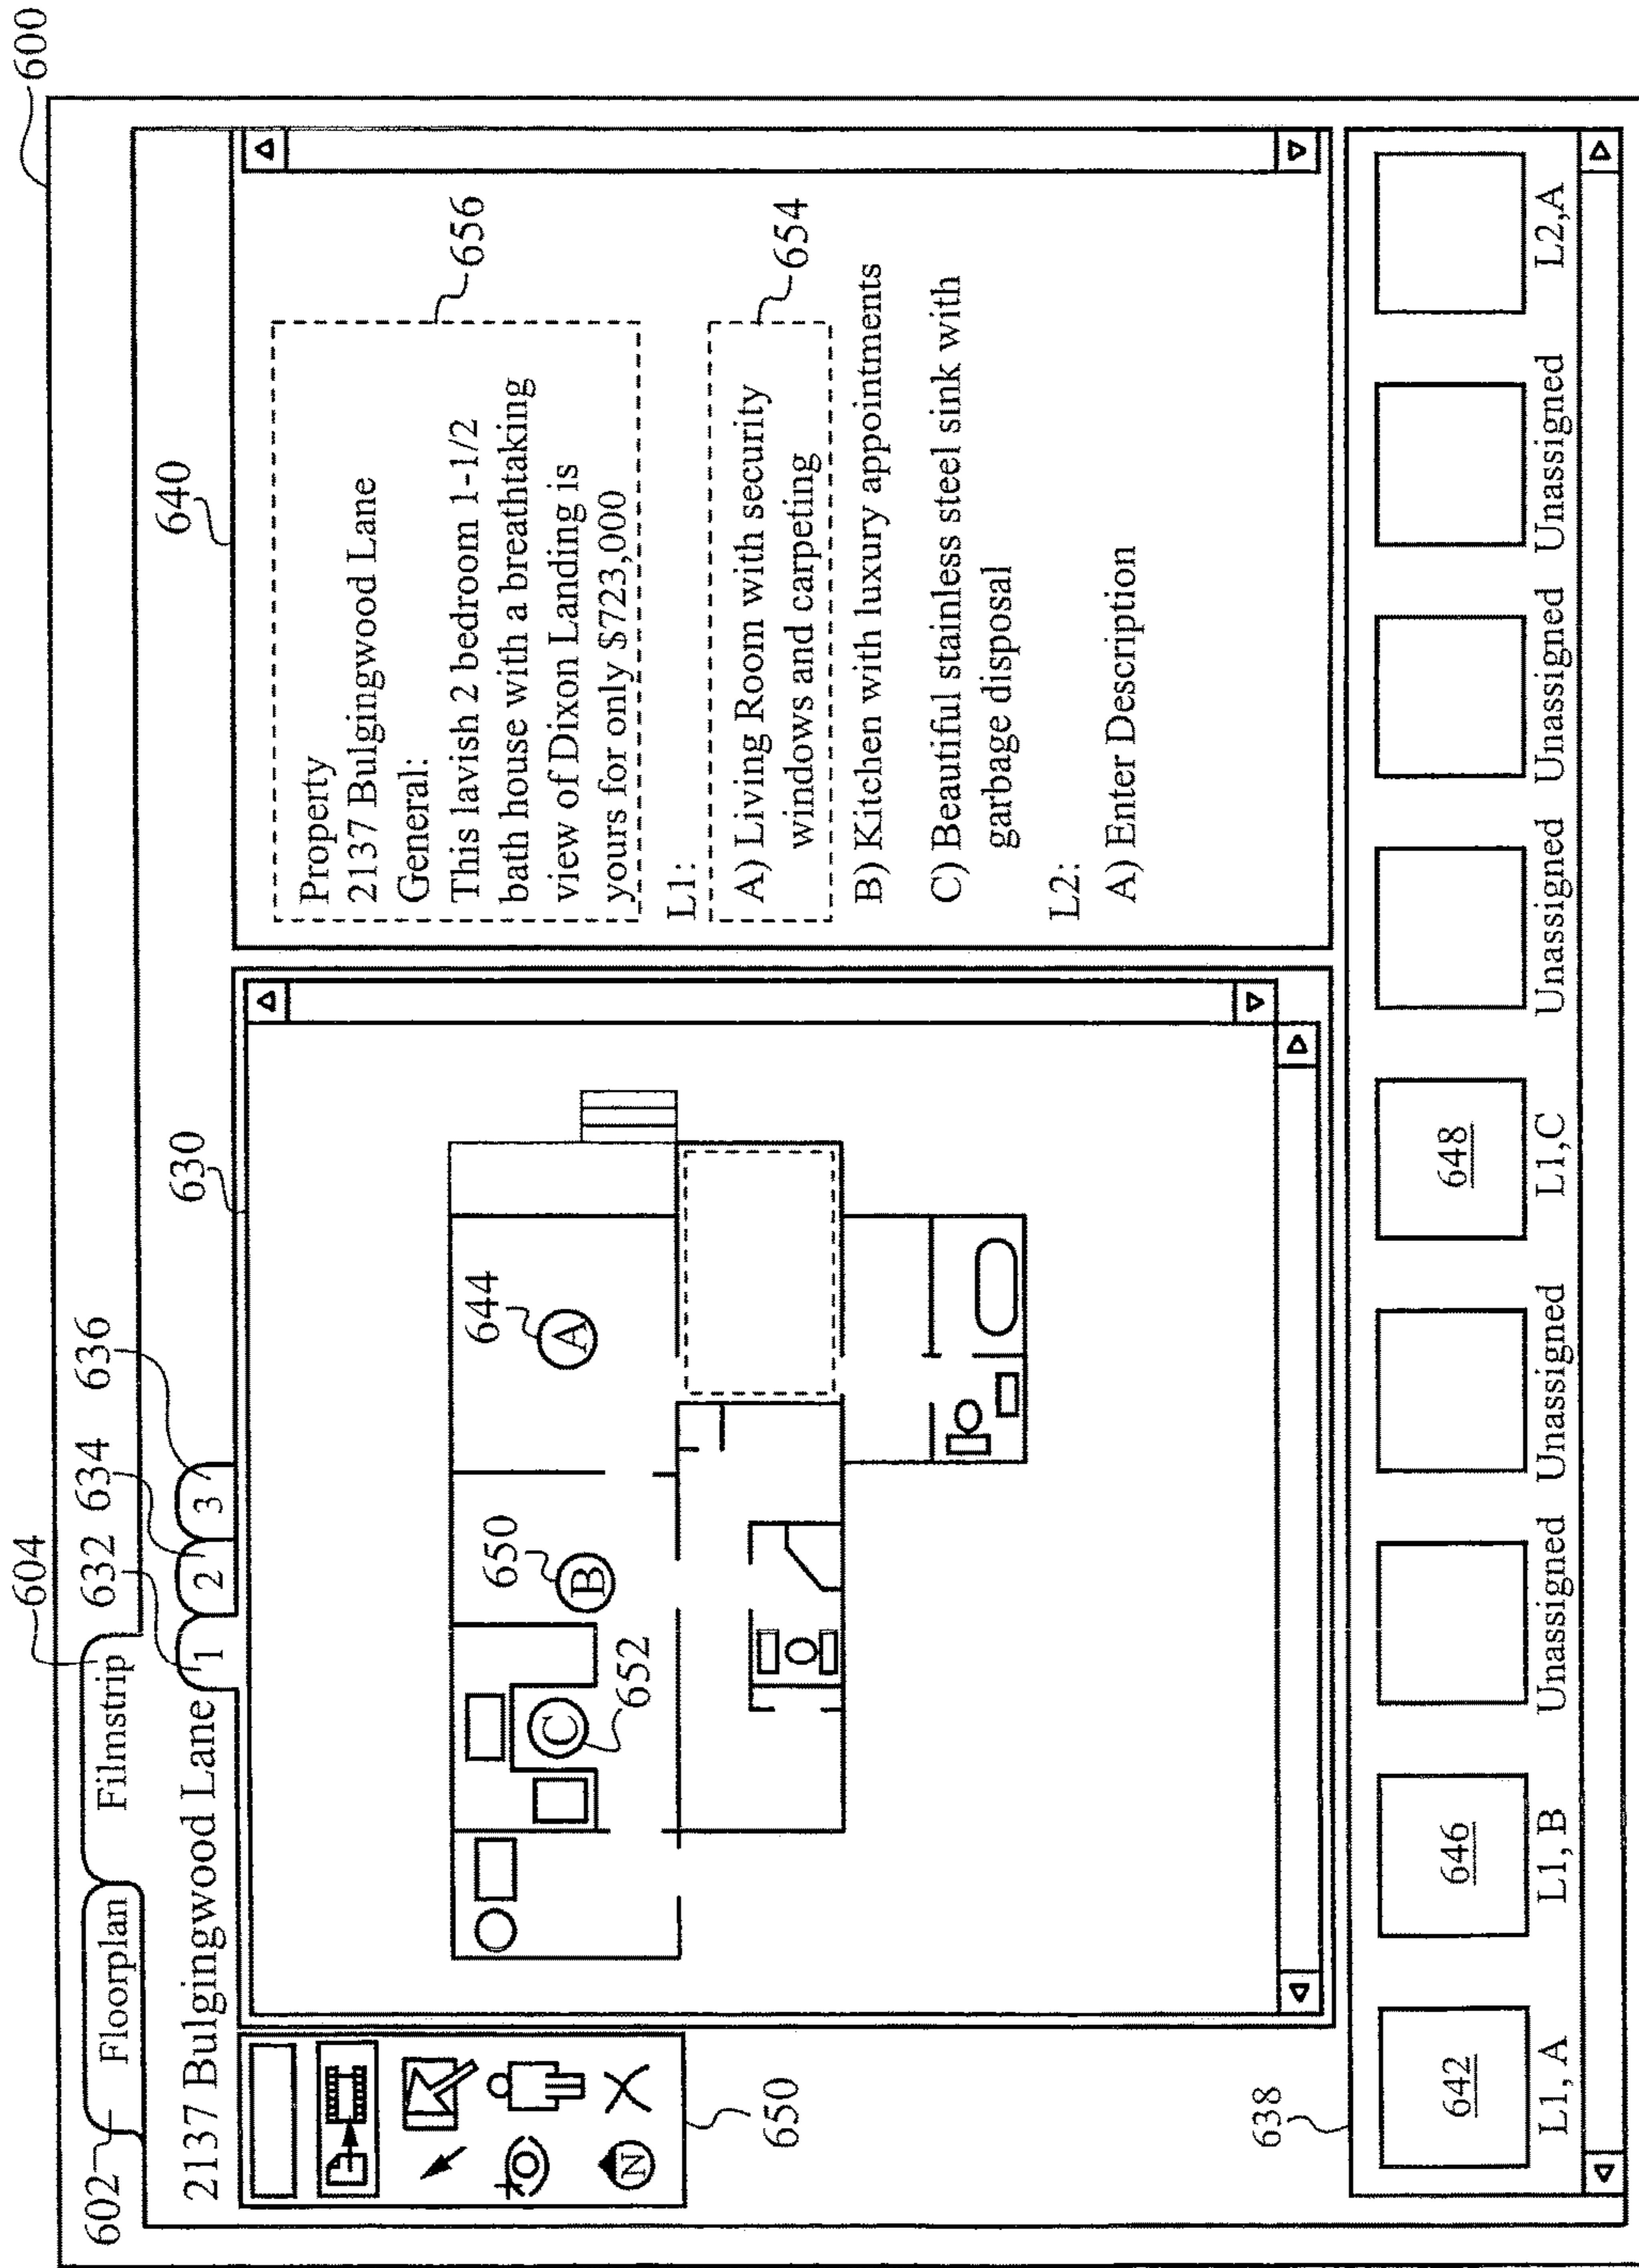 600
604
602
Floorplan
Filmstrip
632
634
636
2137 Bulgingwood Lane
1
2
3
630
640
N
650
644
A
650
B
C
652
Property
2137 Bulgingwood Lane
General:
This lavish 2 bedroom 1-1/2
bath house with a breathtaking
view of Dixon Landing is
yours for only $723,000
656
L1:
A) Living Room with security
windows and carpeting
654
B) Kitchen with luxury appointments
C) Beautiful stainless steel sink with
garbage disposal
L2:
A) Enter Description
638
642
646
648
L1, A
L1, B
Unassigned
Unassigned
L1,C
Unassigned
Unassigned
Unassigned
L2,A